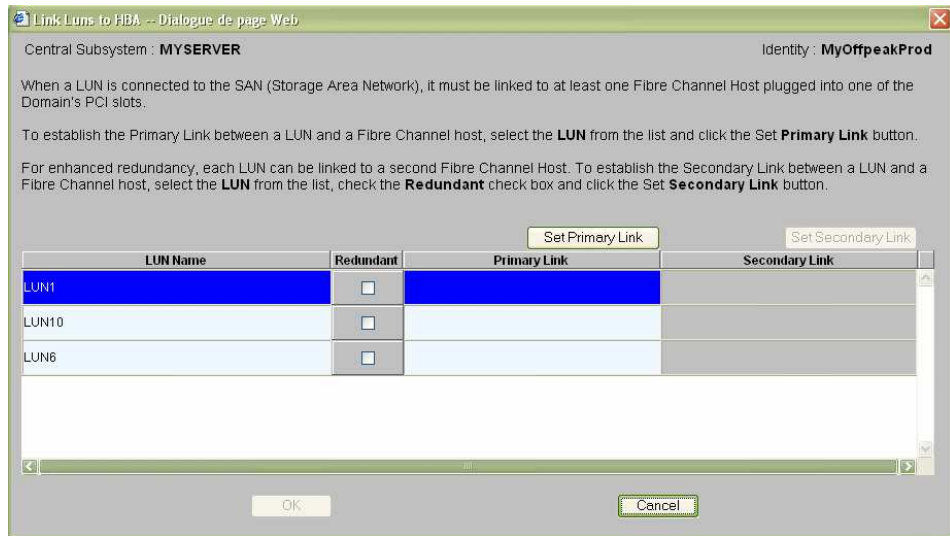 Link Luns to HBA -- Dialogue de page Web
Central Subsystem : MYSERVER Identity : MyOffpeakProd
When a LUN is connected to the SAN (Storage Area Network), it must be linked to at least one Fibre Channel Host plugged into one of the
Domain's PCI slots.
To establish the Primary Link between a LUN and a Fibre Channel host, select the LUN from the list and click the Set Primary Link button.
For enhanced redundancy, each LUN can be linked to a second Fibre Channel Host. To establish the Secondary Link between a LUN and a
Fibre Channel host, select the LUN from the list, check the Redundant check box and click the Set Secondary Link button.
Set Primary Link Set Secondary Link
LUN Name Redundant Primary Link Secondary Link
LUN1
LUN10
LUN6
OK Cancel